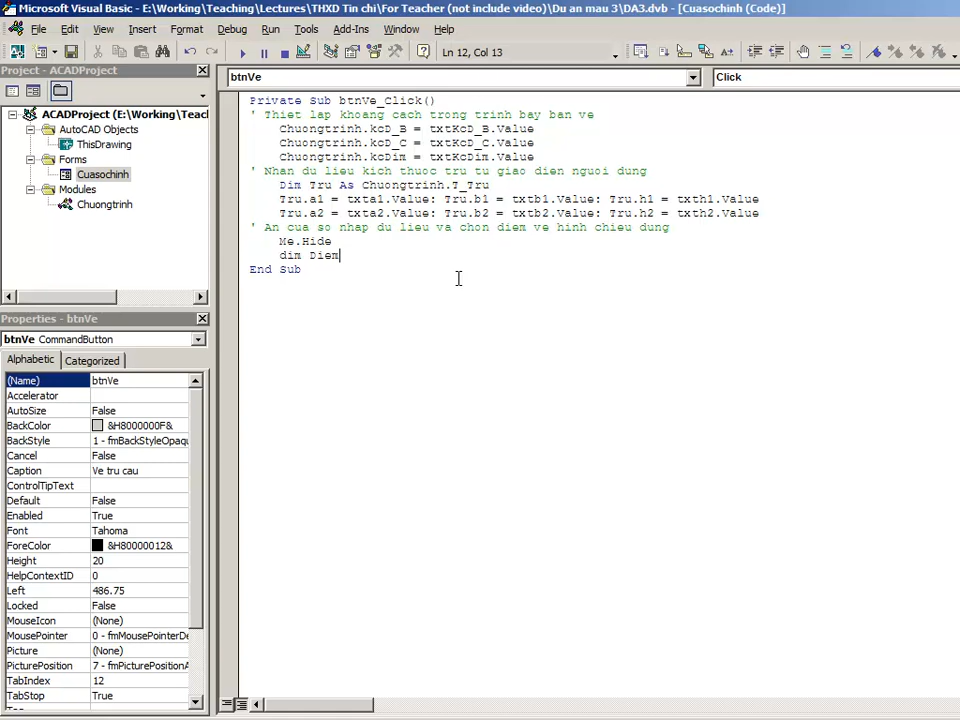 Microsoft Visual Basic - E:\Working\Teaching\Lectures\THXD Tin chi\For Teacher (not include video)\Du an mau 3\DA3.dvb - [Cuasochinh (Code)]
File Edit View Insert Format Debug Run Tools Add-Ins Window Help
Ln 12, Col 13
Project - ACADProject
ACADProject (E:\Working\Teacl
AutoCAD Objects
ThisDrawing
Forms
Cuasochinh
Modules
Chuongtrinh
Properties - btnVe
btnVe CommandButton
Alphabetic Categorized
(Name) btnVe
Accelerator
AutoSize False
BackColor &H8000000F&
BackStyle 1 - fmBackStyleOpaqu
Cancel False
Caption Ve tru cau
ControlTipText
Default False
Enabled True
Font Tahoma
ForeColor &H80000012&
Height 20
HelpContextID 0
Left 486.75
Locked False
MouseIcon (None)
MousePointer 0 - fmMousePointerDe
Picture (None)
PicturePosition 7 - fmPicturePositionA
TabIndex 12
TabStop True
btnVe Click
Private Sub btnVe_Click()
' Thiet lap khoang cach trong trinh bay ban ve
Chuongtrinh.kcD_B = txtKcD_B.Value
Chuongtrinh.kcD_C = txtKcD_C.Value
Chuongtrinh.kcDim = txtKcDim.Value
' Nhan du lieu kich thuoc tru tu giao dien nguoi dung
Dim Tru As Chuongtrinh.T_Tru
Tru.a1 = txta1.Value: Tru.b1 = txtb1.Value: Tru.h1 = txth1.Value
Tru.a2 = txta2.Value: Tru.b2 = txtb2.Value: Tru.h2 = txth2.Value
' An cua so nhap du lieu va chon diem ve hinh chieu dung
Me.Hide
dim Diem
End Sub